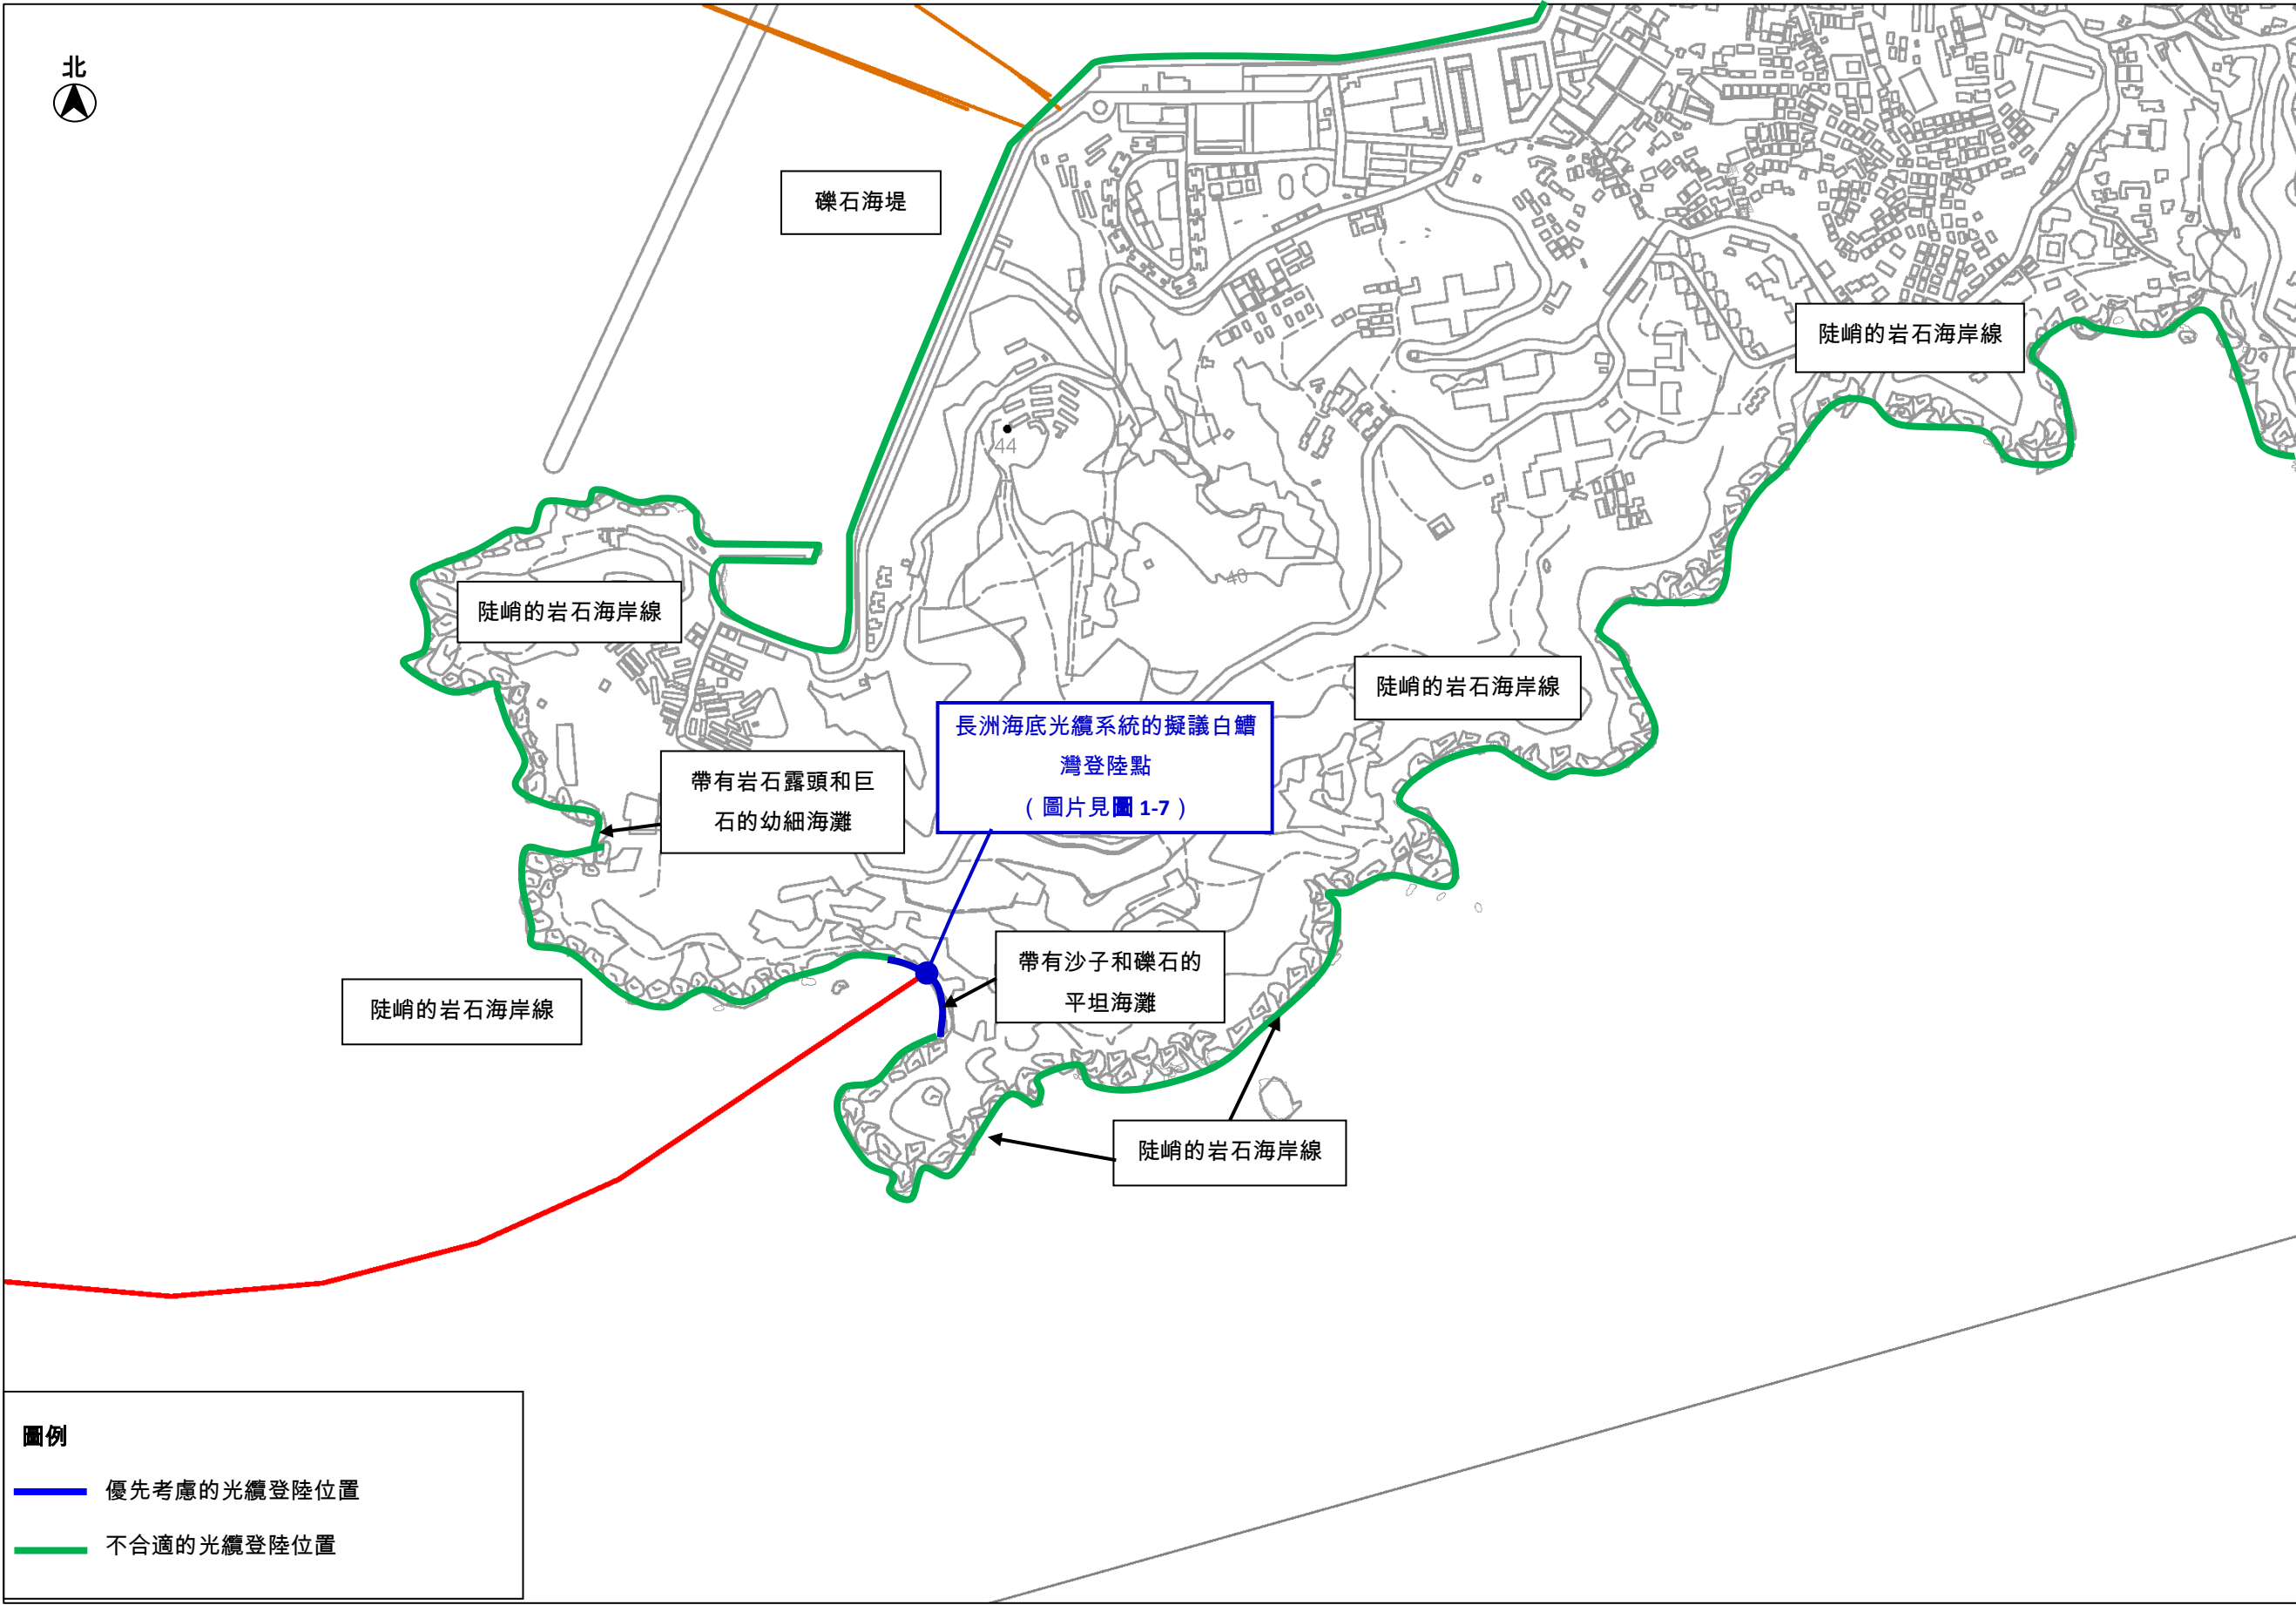 北
礫石海堤
陡峭的岩石海岸線
44
40
陡峭的岩石海岸線
陡峭的岩石海岸線
長洲海底光纜系統的擬議白鰽
灣登陸點
（圖片見圖 1-7）
帶有岩石露頭和巨
石的幼細海灘
帶有沙子和礫石的
平坦海灘
陡峭的岩石海岸線
陡峭的岩石海岸線
圖例
優先考慮的光纜登陸位置
不合適的光纜登陸位置